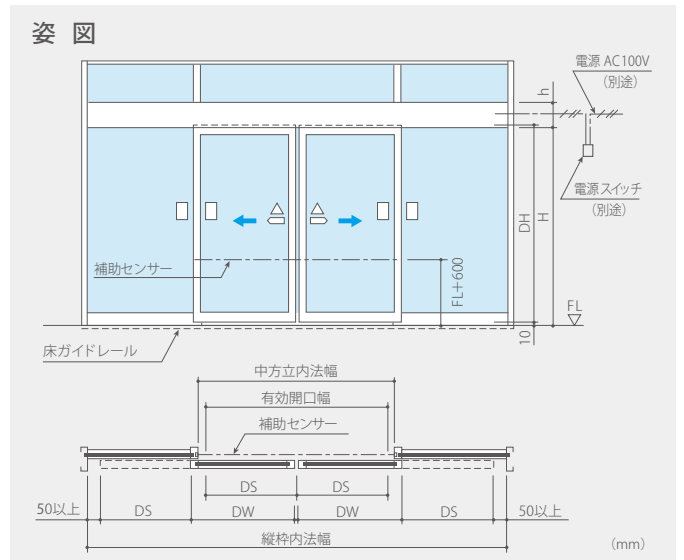 姿 図
電源 AC100V
(別途)
h
電源スイッチ
(別途)
DH
H
補助センサー
FL+600
FL
10
床ガイドレール
中方立内法幅
有効開口幅
補助センサー
DS
DS
50以上
DS
DW
DW
DS
50以上
縦枠内法幅
(mm)